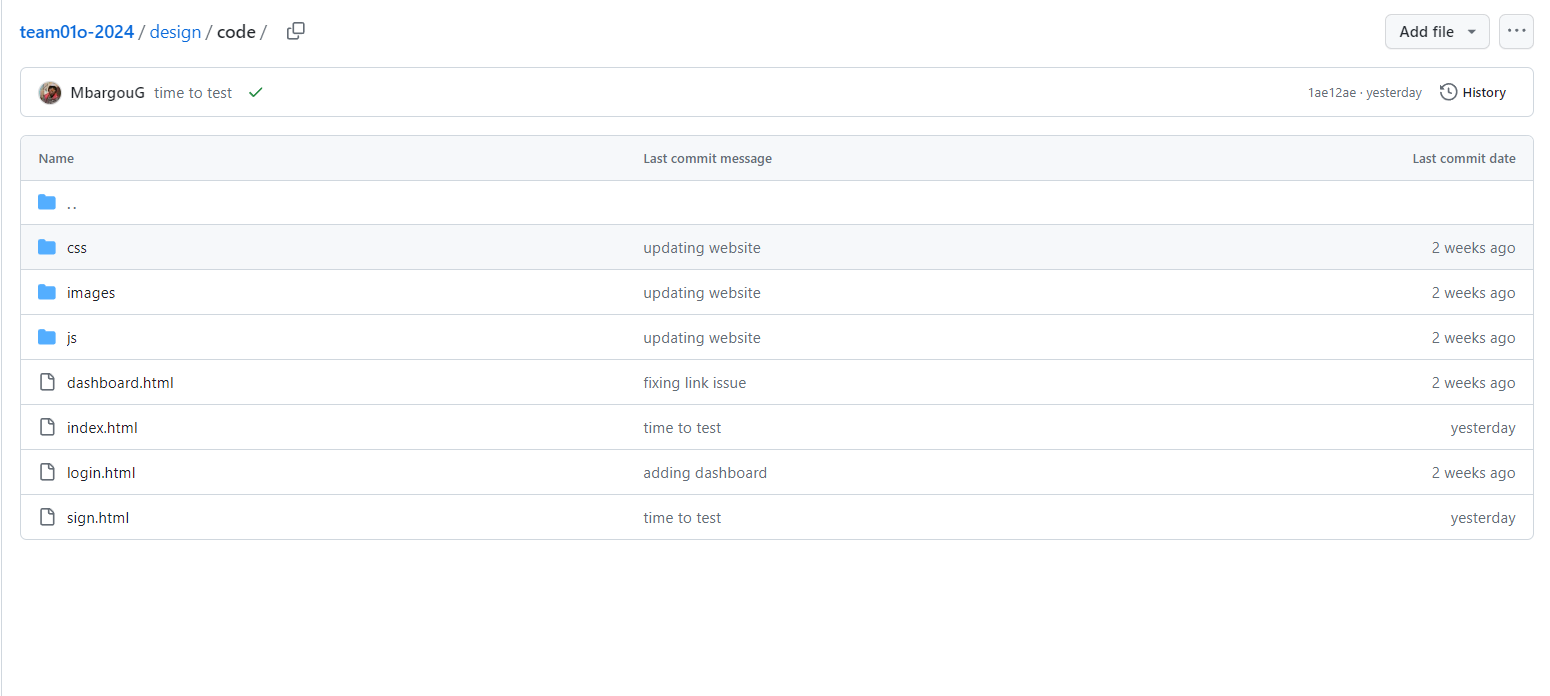 team01o-2024 / design / code /
Add file
MbargouG time to test
1ae12ae · yesterday
History
Name Last commit message Last commit date
..
css updating website 2 weeks ago
images updating website 2 weeks ago
js updating website 2 weeks ago
dashboard.html fixing link issue 2 weeks ago
index.html time to test yesterday
login.html adding dashboard 2 weeks ago
sign.html time to test yesterday